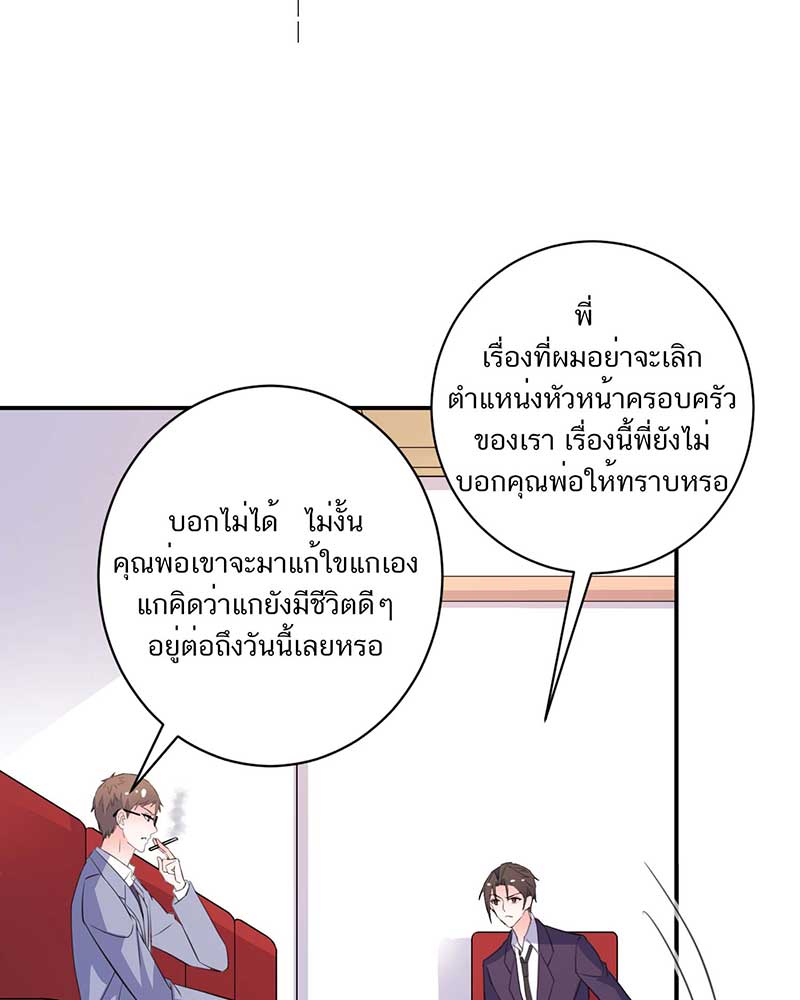 พี่
เรื่องที่ผมอย่าจะเลิก
ตำแหน่งหัวหน้าครอบครัว
ของเรา เรื่องนี้พี่ยังไม่
บอกคุณพ่อให้ทราบหรอ
บอกไม่ได้ ไม่งั้น
คุณพ่อเขาจะมาแก้ใขแกเอง
แกคิดว่าแกยังมีชีวิตดีๆ
อยู่ต่อถึงวันนี้เลยหรอ